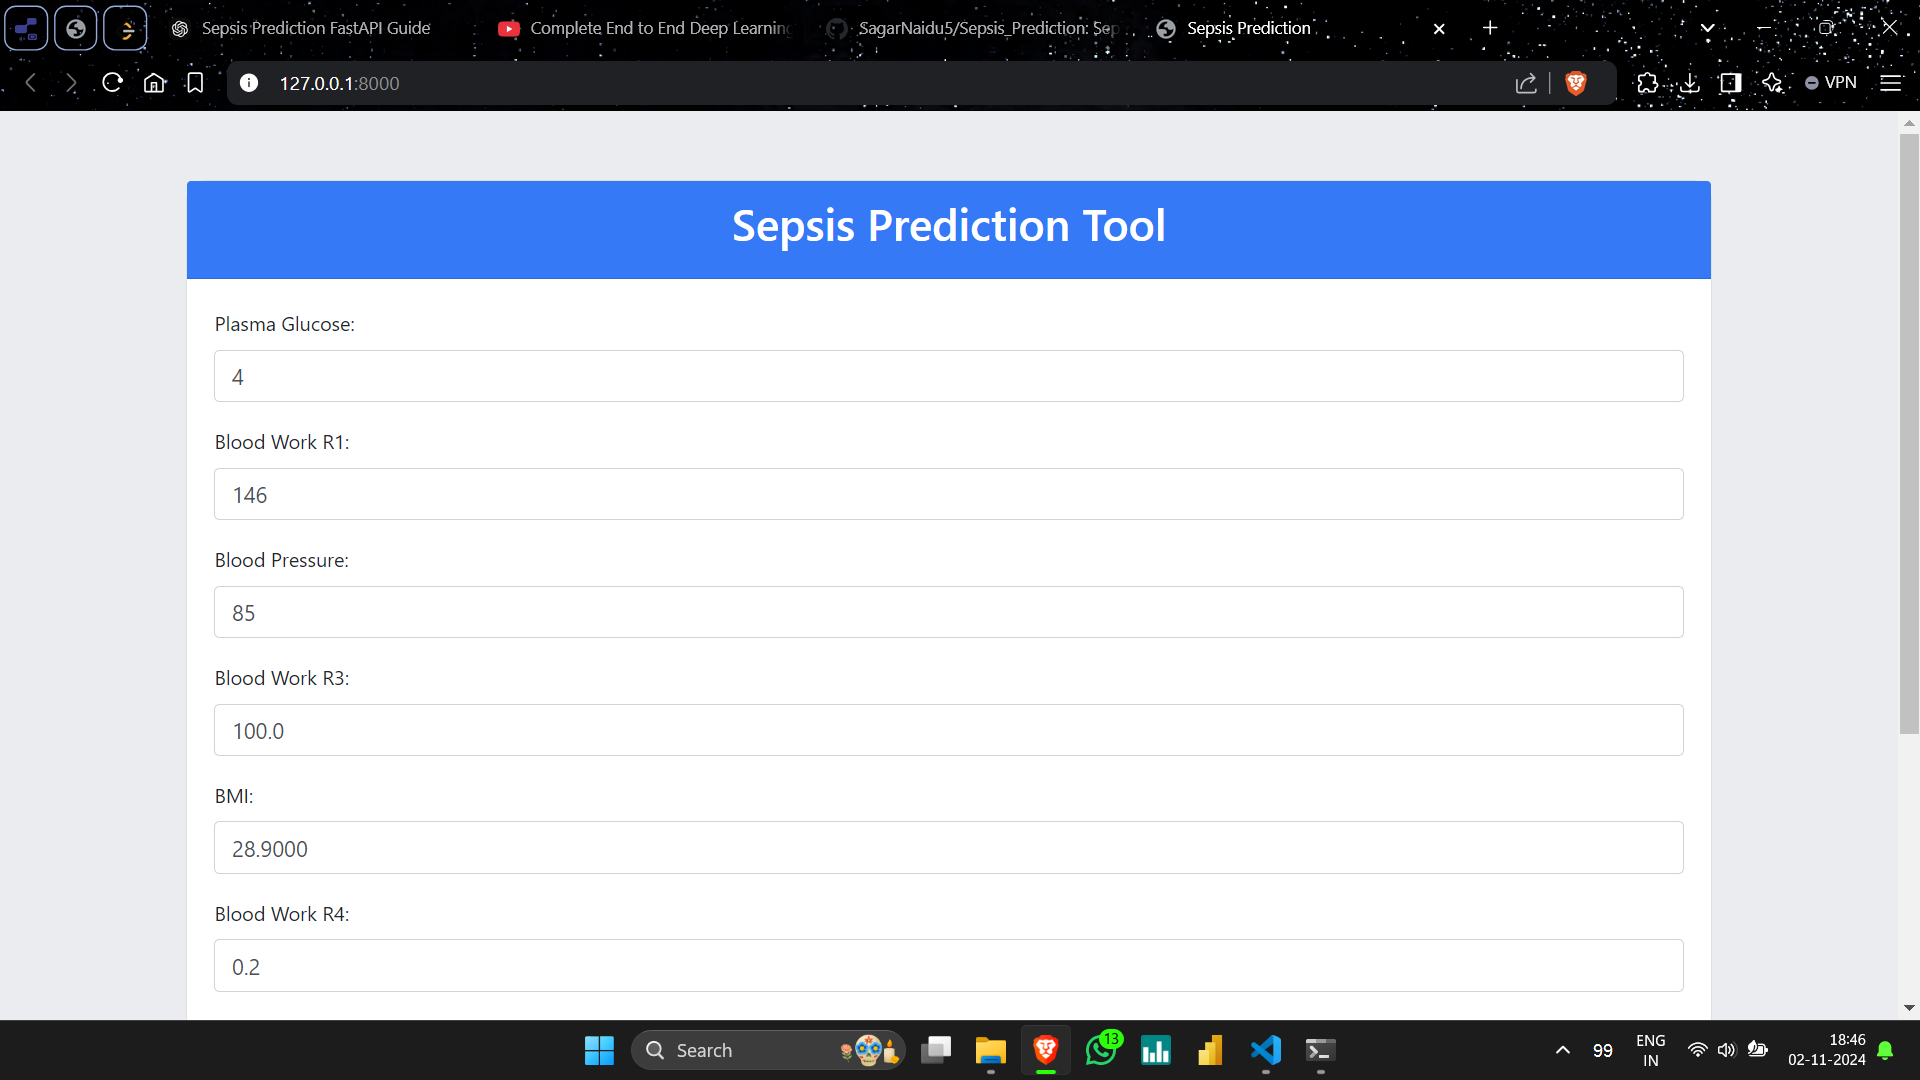 Sepsis Prediction FastAPI Guide
Complete End to End Deep Learning
SagarNaidu5/Sepsis_Prediction: Sep
Sepsis Prediction
127.0.0.1:8000
VPN
Sepsis Prediction Tool
Plasma Glucose:
4
Blood Work R1:
146
Blood Pressure:
85
Blood Work R3:
100.0
BMI:
28.9000
Blood Work R4:
0.2
Search
13
99
ENG
IN
18:46
02-11-2024